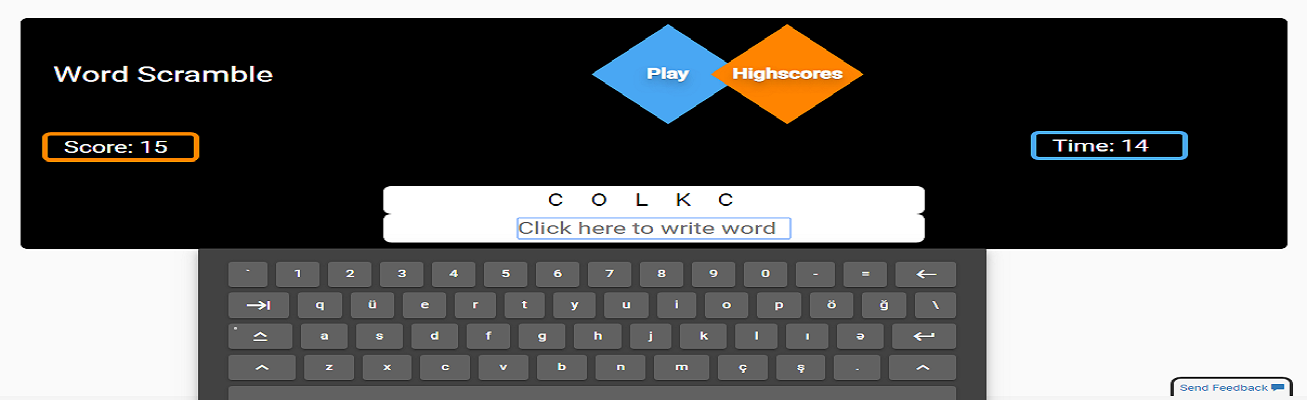 Word Scramble
Play
Highscores
Score: 15
Time: 14
C O L K C
Click here to write word
` 1 2 3 4 5 6 7 8 9 0 - =
q ü e r t y u i o p ö ğ \
a s d f g h j k l ı ə
z x c v b n m ç ş .
Send Feedback